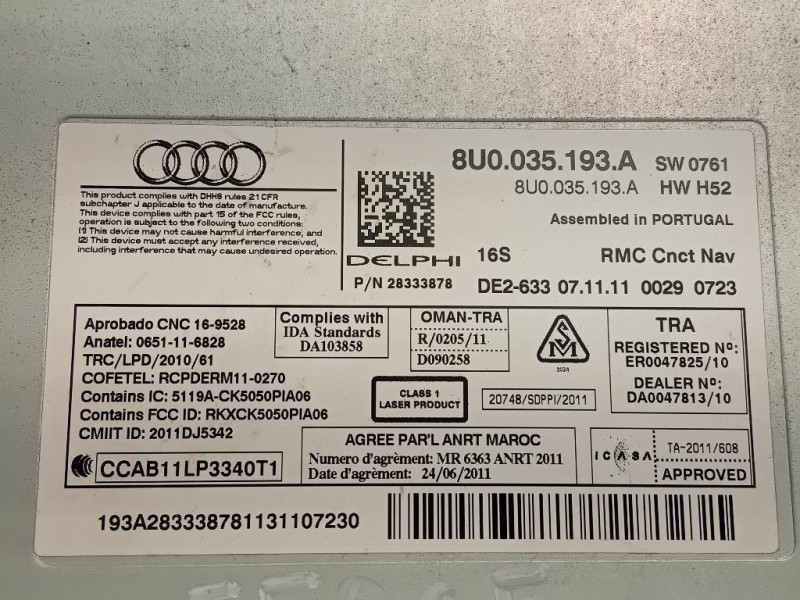 This product complies with DHHS rules 21 CFR
subchapter J applicable to the date of manufacture.
This device complies with part 15 of the FCC rules,
operation is subject to the following two conditions:
(1) This device may not cause harmful interference, and
(2) This device must accept any interference received,
including interference that may cause undesired operation.
DELPHI
P/N 28333878
8U0.035.193.A SW 0761
8U0.035.193.A HW H52
Assembled in PORTUGAL
16S RMC Cnct Nav
DE2-633 07.11.11 0029 0723
Aprobado CNC 16-9528
Anatel: 0651-11-6828
TRC/LPD/2010/61
COFETEL: RCPDERM11-0270
Contains IC: 5119A-CK5050PIA06
Contains FCC ID: RKXCK5050PIA06
CMIIT ID: 2011DJ5342
CCAB11LP3340T1
Complies with
IDA Standards
DA103858
OMAN-TRA
R/0205/11
D090258
CLASS 1
LASER PRODUCT
SVM
2024
20748/SDPPI/2011
TRA
REGISTERED No:
ER0047825/10
DEALER No:
DA0047813/10
AGREE PAR'L ANRT MAROC
Numero d'agrément: MR 6363 ANRT 2011
Date d'agrément: 24/06/2011
ICASA
TA-2011/608
APPROVED
193A283338781131107230